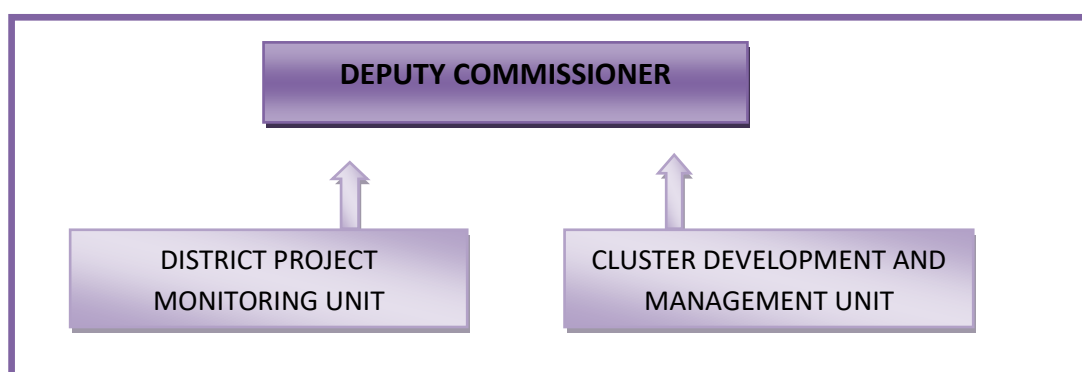 DEPUTY COMMISSIONER
DISTRICT PROJECT
MONITORING UNIT
CLUSTER DEVELOPMENT AND
MANAGEMENT UNIT